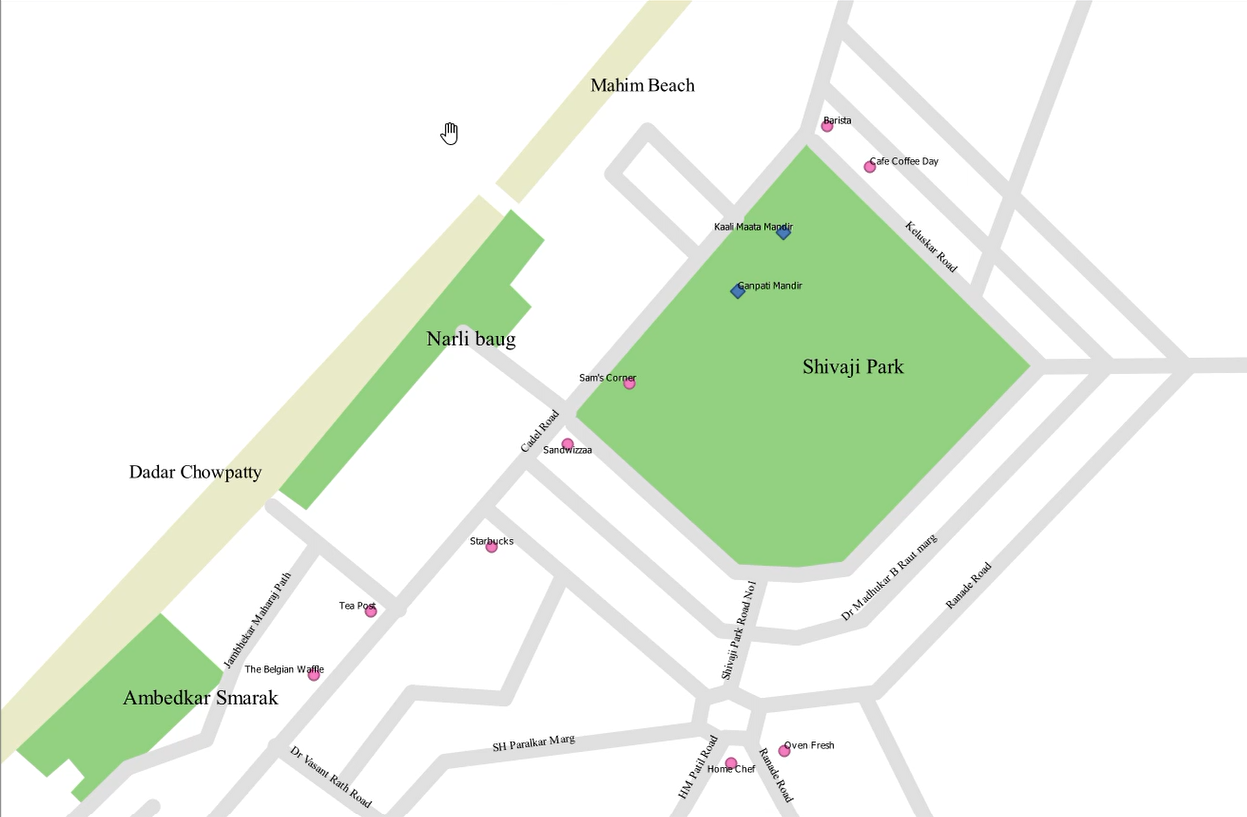 Mahim Beach
Barista
Cafe Coffee Day
Kaali Maata Mandir
Keluskar Road
Ganpati Mandir
Narli baug
Shivaji Park
Sam's Corner
Cadel Road
Sandwizzaa
Dadar Chowpatty
Starbucks
Dr Madhukar B Raut marg
Ranade Road
Tea Post
Jambhekar Maharaj Path
Shivaji Park Road No1
The Belgian Waffle
Ambedkar Smarak
SH Paralkar Marg
Oven Fresh
Dr Vasant Rath Road
HM Patil Road
Home Chef
Ranade Road